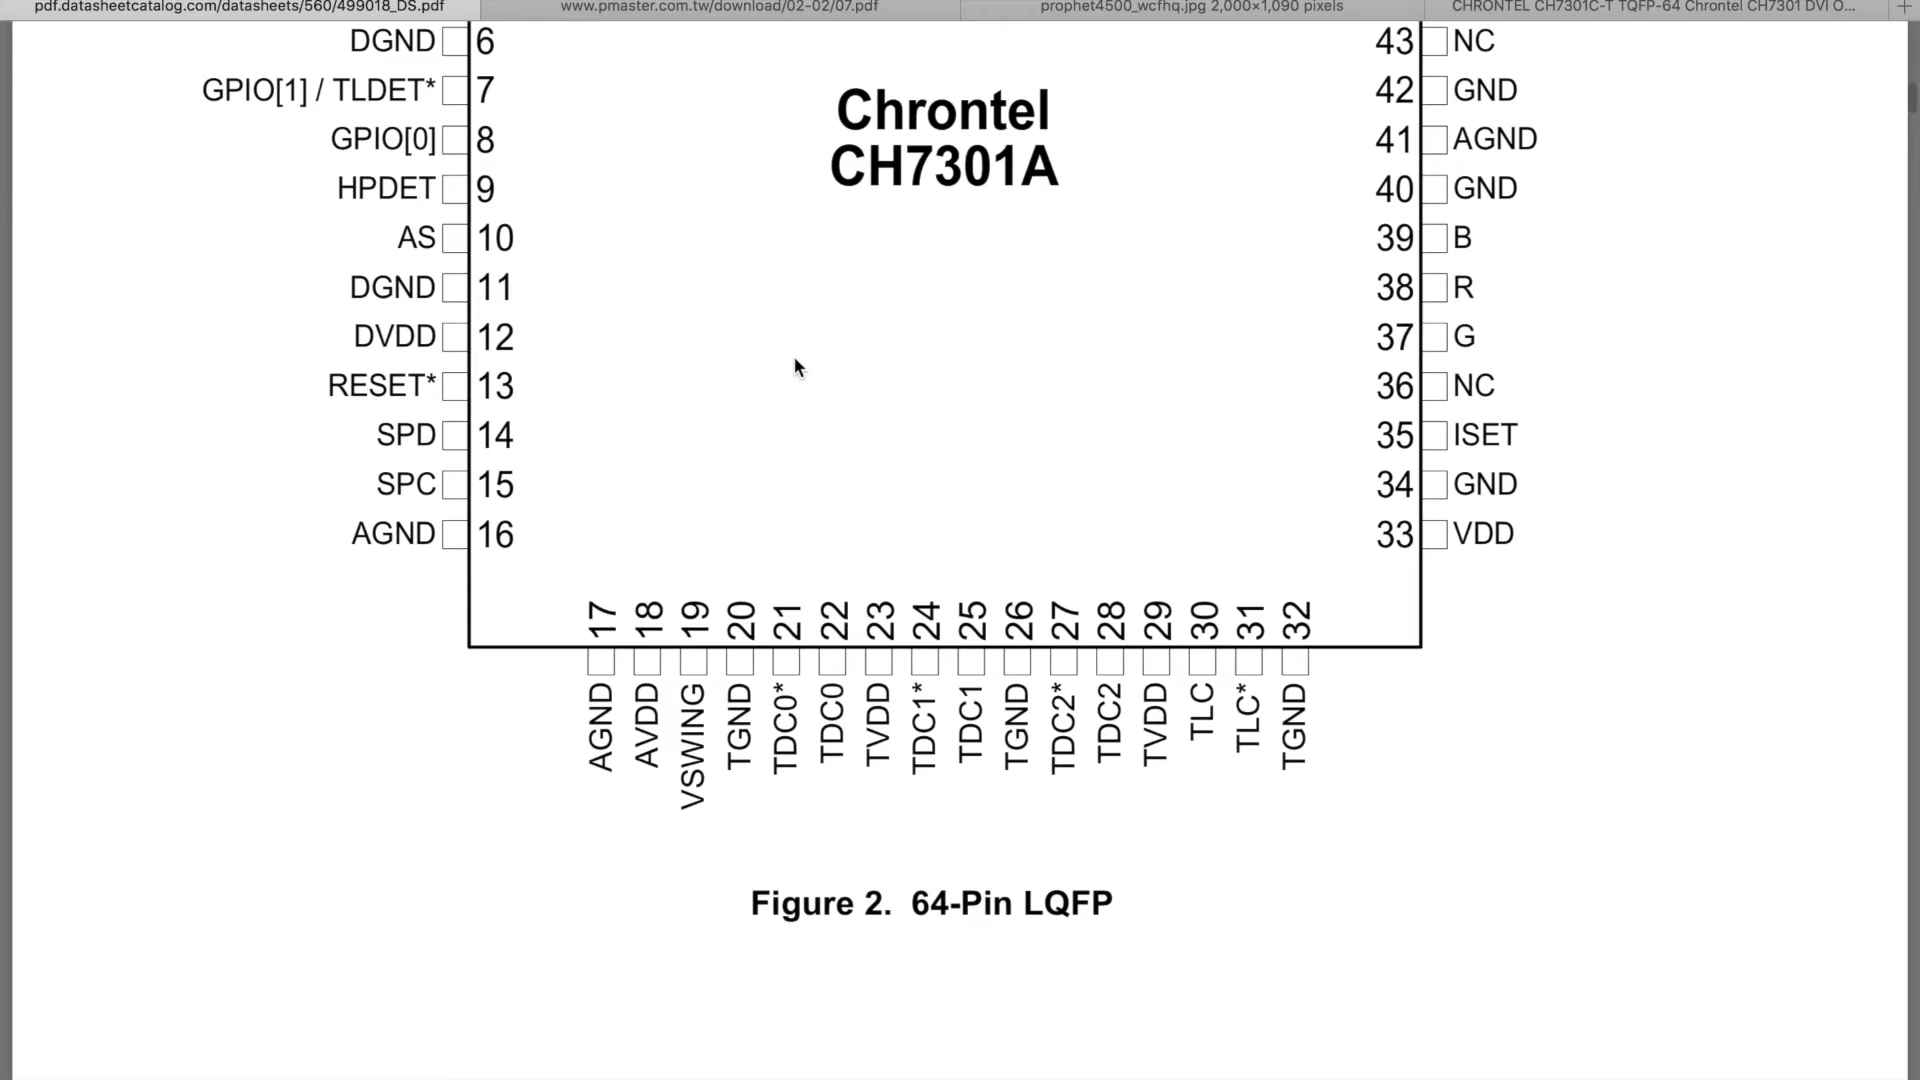 pdf.datasheetcatalog.com/datasheets/560/499018_DS.pdf
www.pmaster.com.tw/download/02-02/07.pdf
prophet4500_wcfhq.jpg 2,000×1,090 pixels
CHRONTEL CH7301C-T TQFP-64 Chrontel CH7301 DVI O...
Chrontel
CH7301A
DGND 6
GPIO[1] / TLDET* 7
GPIO[0] 8
HPDET 9
AS 10
DGND 11
DVDD 12
RESET* 13
SPD 14
SPC 15
AGND 16
43 NC
42 GND
41 AGND
40 GND
39 B
38 R
37 G
36 NC
35 ISET
34 GND
33 VDD
17 AGND
18 AVDD
19 VSWING
20 TGND
21 TDC0*
22 TDC0
23 TVDD
24 TDC1*
25 TDC1
26 TGND
27 TDC2*
28 TDC2
29 TVDD
30 TLC
31 TLC*
32 TGND
Figure 2. 64-Pin LQFP